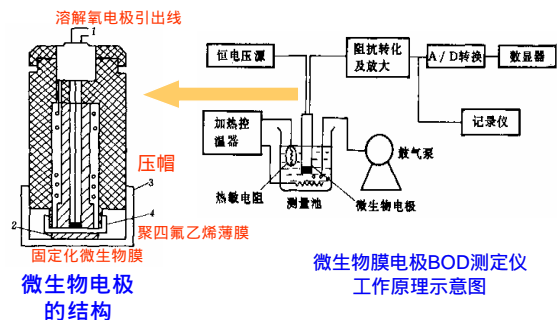 溶解氧电极引出线
1
压帽
3
4
聚四氟乙烯薄膜
2
固定化微生物膜
微生物电极
的结构
恒电压源
阻抗转化
及放大
A/D转换
数显器
记录仪
加热控
温器
鼓气泵
热敏电阻
测量池
微生物电极
微生物膜电极BOD测定仪
工作原理示意图